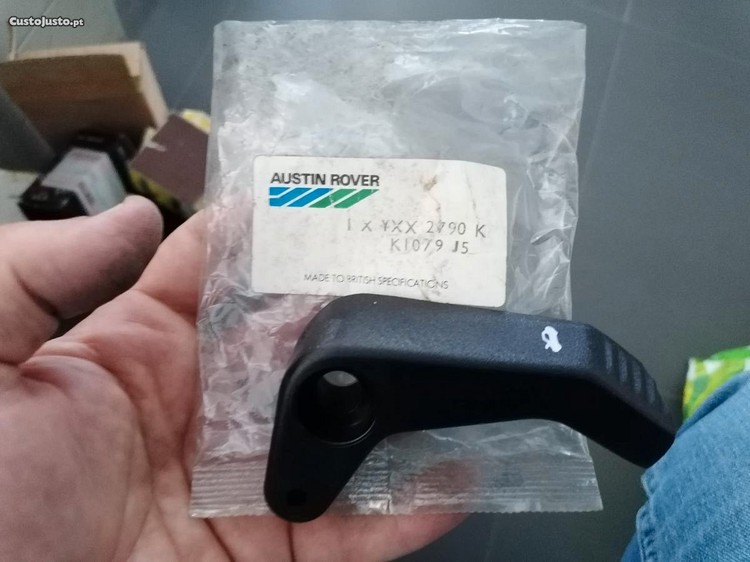 CustoJusto.pt
AUSTIN ROVER
1 X YXX 2790 K
K1079 J5
MADE TO BRITISH SPECIFICATIONS